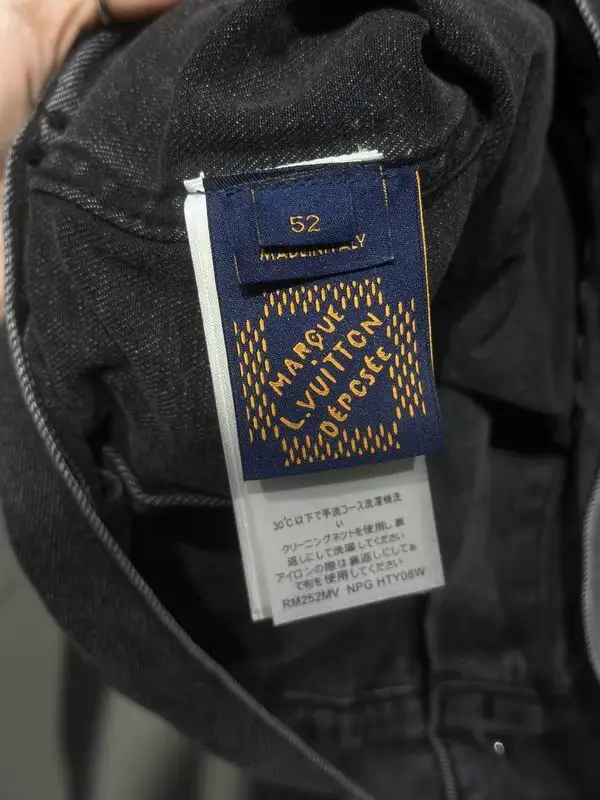 52
MADE IN ITALY
MARQUE
L.VUITTON
DÉPOSÉE
30℃以下で手洗コース洗濯機洗
い
クリーニングネットを使用し 裏
返しにして洗濯してください
アイロンの際は裏返しにしてあ
て布を使用してください
RM252MV NPG HTY08W